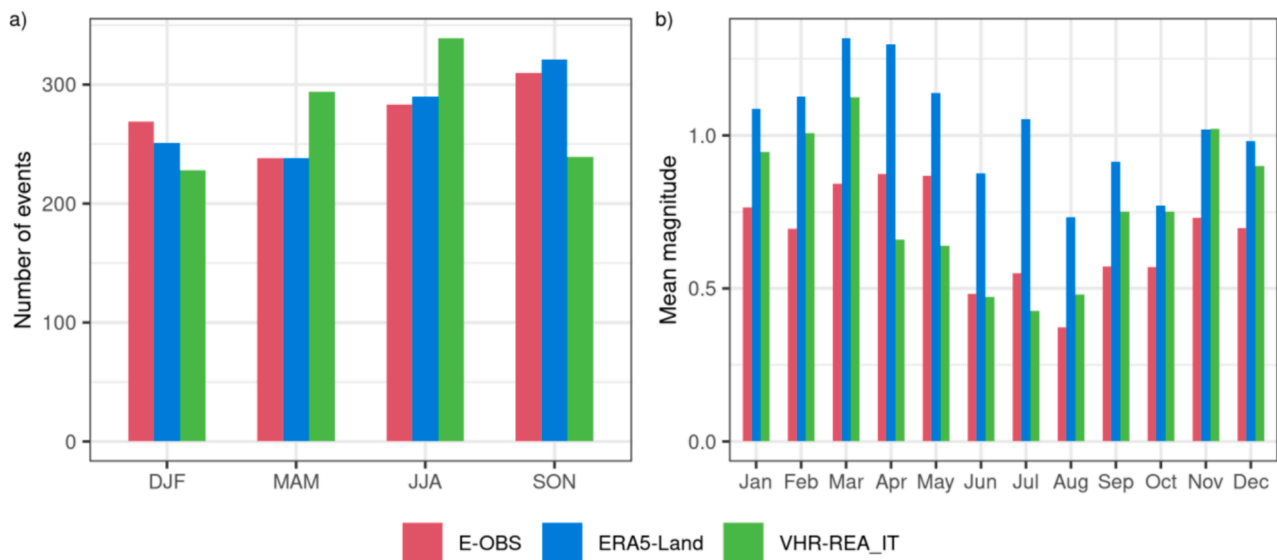 a)
Number of events
300
200
100
0
DJF MAM JJA SON
b)
Mean magnitude
1.0
0.5
0.0
Jan Feb Mar Apr May Jun Jul Aug Sep Oct Nov Dec
E-OBS ERA5-Land VHR-REA_IT